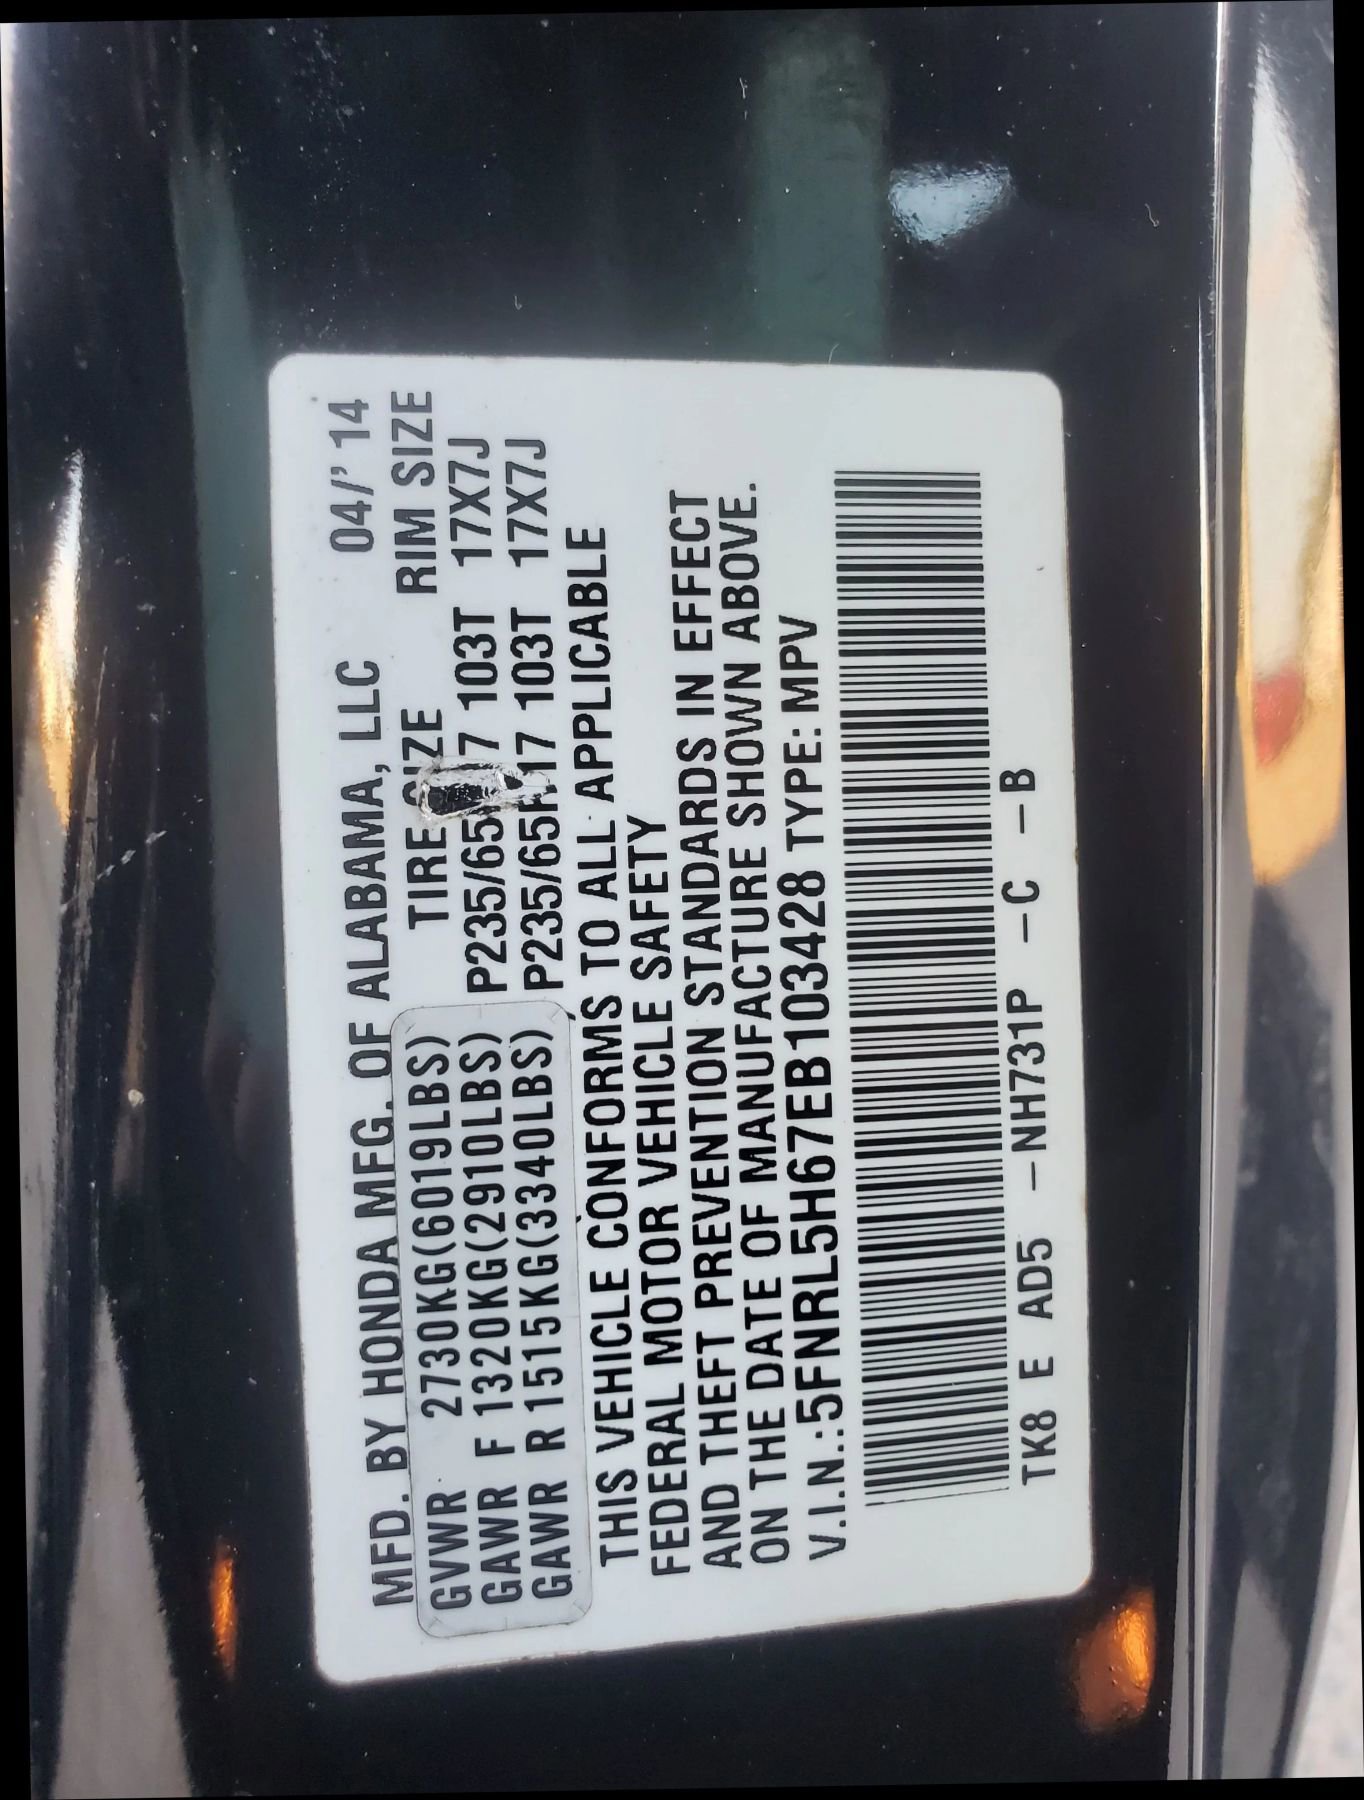 MFD. BY HONDA MFG. OF ALABAMA, LLC 04/' 14
TIRE SIZE RIM SIZE
GVWR 2730KG(6019LBS)
GAWR F 1320KG(2910LBS) P235/65 17 103T 17X7J
GAWR R 1515KG(3340LBS) P235/65R17 103T 17X7J
THIS VEHICLE CONFORMS TO ALL APPLICABLE
FEDERAL MOTOR VEHICLE SAFETY
AND THEFT PREVENTION STANDARDS IN EFFECT
ON THE DATE OF MANUFACTURE SHOWN ABOVE.
V.I.N.:5FNRL5H67EB103428 TYPE: MPV
TK8 E AD5 –NH731P –C –B